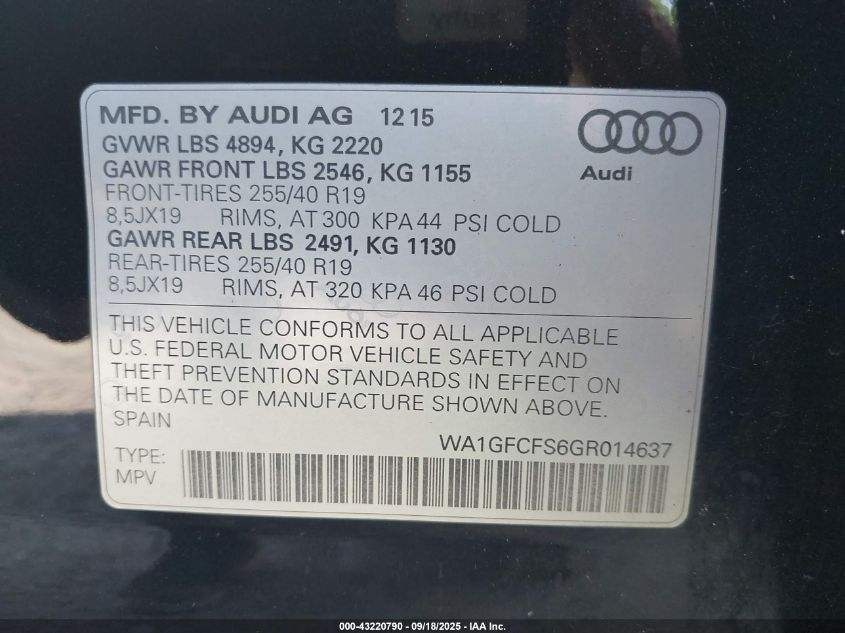 MFD. BY AUDI AG 12 15
GVWR LBS 4894, KG 2220
GAWR FRONT LBS 2546, KG 1155
FRONT-TIRES 255/40 R19
8,5JX19 RIMS, AT 300 KPA 44 PSI COLD
GAWR REAR LBS 2491, KG 1130
REAR-TIRES 255/40 R19
8,5JX19 RIMS, AT 320 KPA 46 PSI COLD
Audi
THIS VEHICLE CONFORMS TO ALL APPLICABLE
U.S. FEDERAL MOTOR VEHICLE SAFETY AND
THEFT PREVENTION STANDARDS IN EFFECT ON
THE DATE OF MANUFACTURE SHOWN ABOVE.
SPAIN
WA1GFCFS6GR014637
TYPE:
MPV
000-43220790 - 09/18/2025 - IAA Inc.